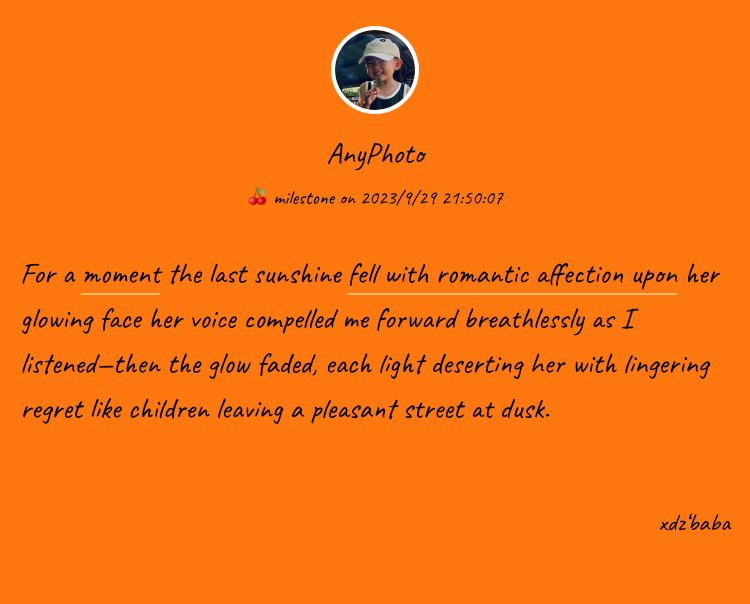 AnyPhoto
🍒 milestone on 2023/9/29 21:50:07
For a moment the last sunshine fell with romantic affection upon her
glowing face her voice compelled me forward breathlessly as I
listened—then the glow faded, each light deserting her with lingering
regret like children leaving a pleasant street at dusk.
xdz'baba